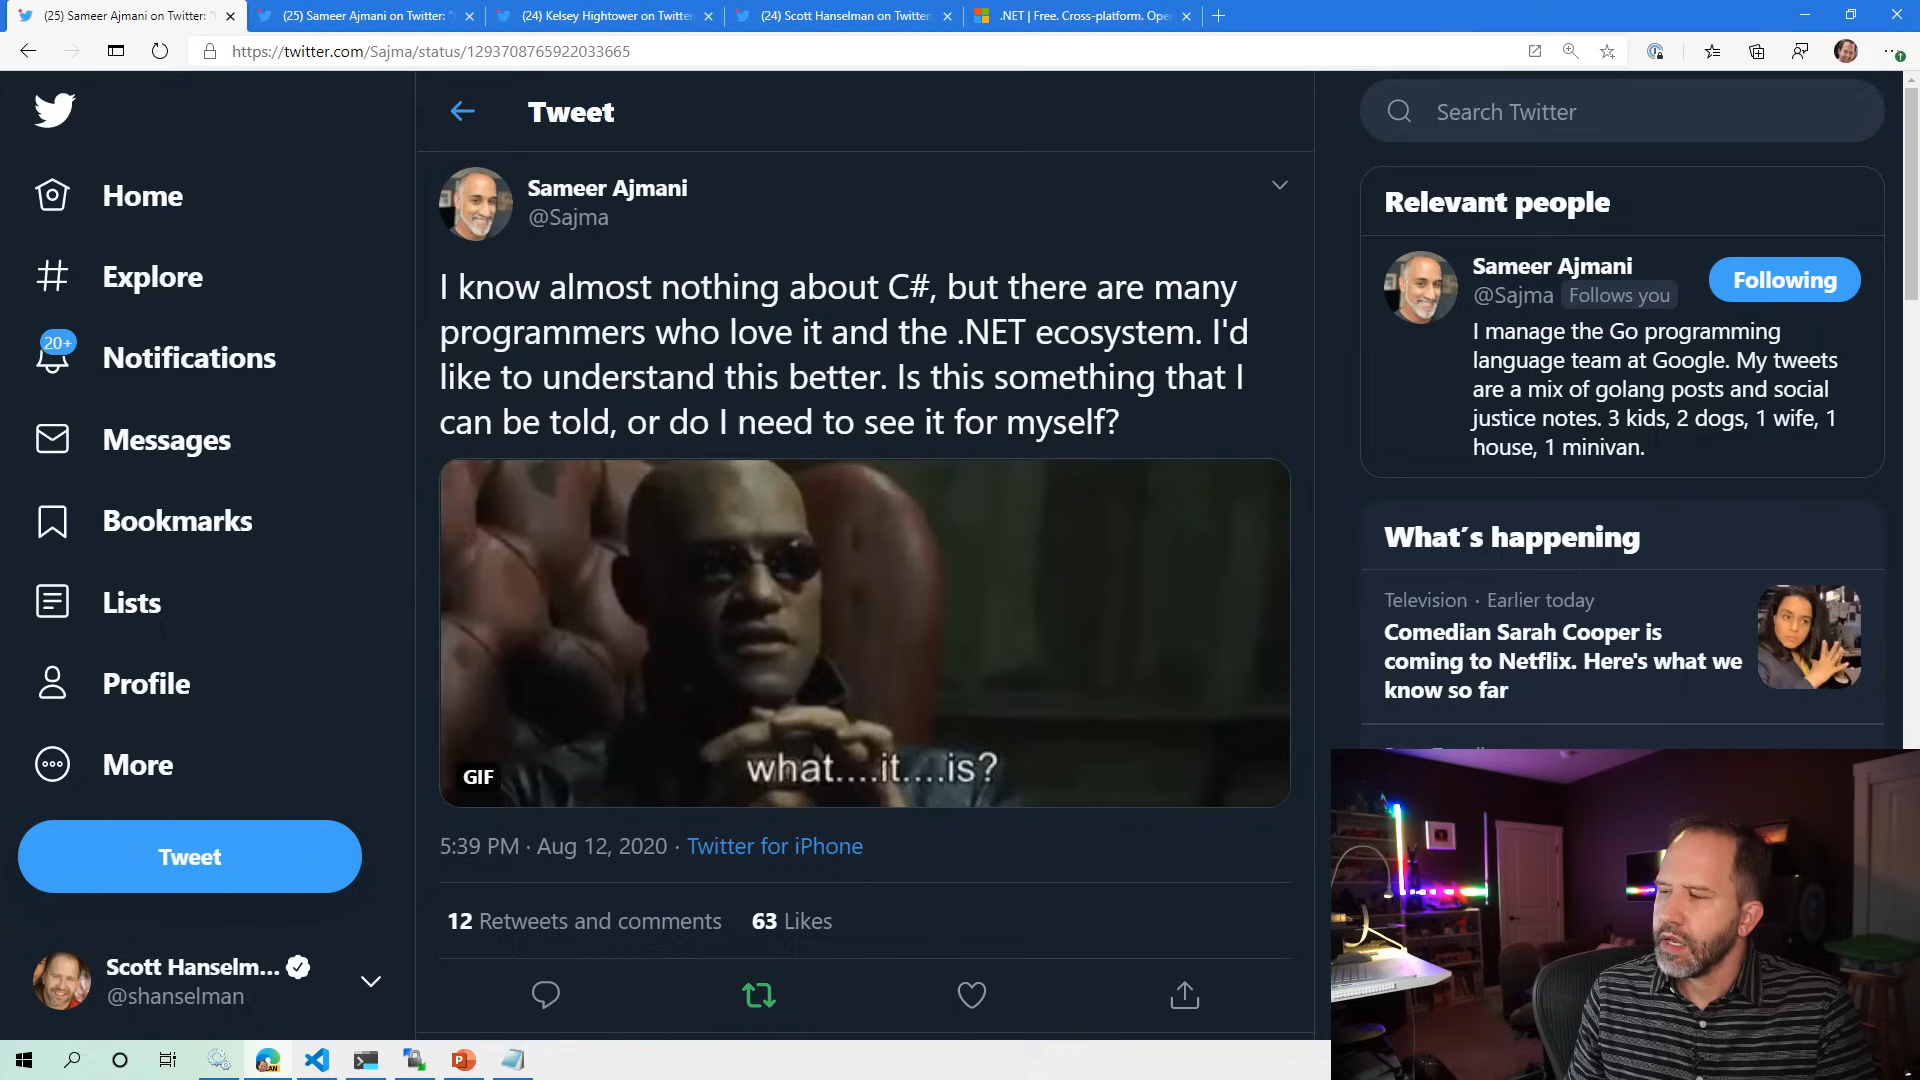 (25) Sameer Ajmani on Twitter: "
(25) Sameer Ajmani on Twitter: "
(24) Kelsey Hightower on Twitter
(24) Scott Hanselman on Twitter:
.NET | Free. Cross-platform. Ope
https://twitter.com/Sajma/status/1293708765922033665
Home
Explore
20+
Notifications
Messages
Bookmarks
Lists
Profile
More
Tweet
Scott Hanselm...
@shanselman
Tweet
Sameer Ajmani
@Sajma
I know almost nothing about C#, but there are many
programmers who love it and the .NET ecosystem. I'd
like to understand this better. Is this something that I
can be told, or do I need to see it for myself?
what....it....is?
GIF
5:39 PM · Aug 12, 2020 · Twitter for iPhone
12 Retweets and comments 63 Likes
Search Twitter
Relevant people
Sameer Ajmani
@Sajma Follows you
Following
I manage the Go programming
language team at Google. My tweets
are a mix of golang posts and social
justice notes. 3 kids, 2 dogs, 1 wife, 1
house, 1 minivan.
What's happening
Television · Earlier today
Comedian Sarah Cooper is
coming to Netflix. Here's what we
know so far